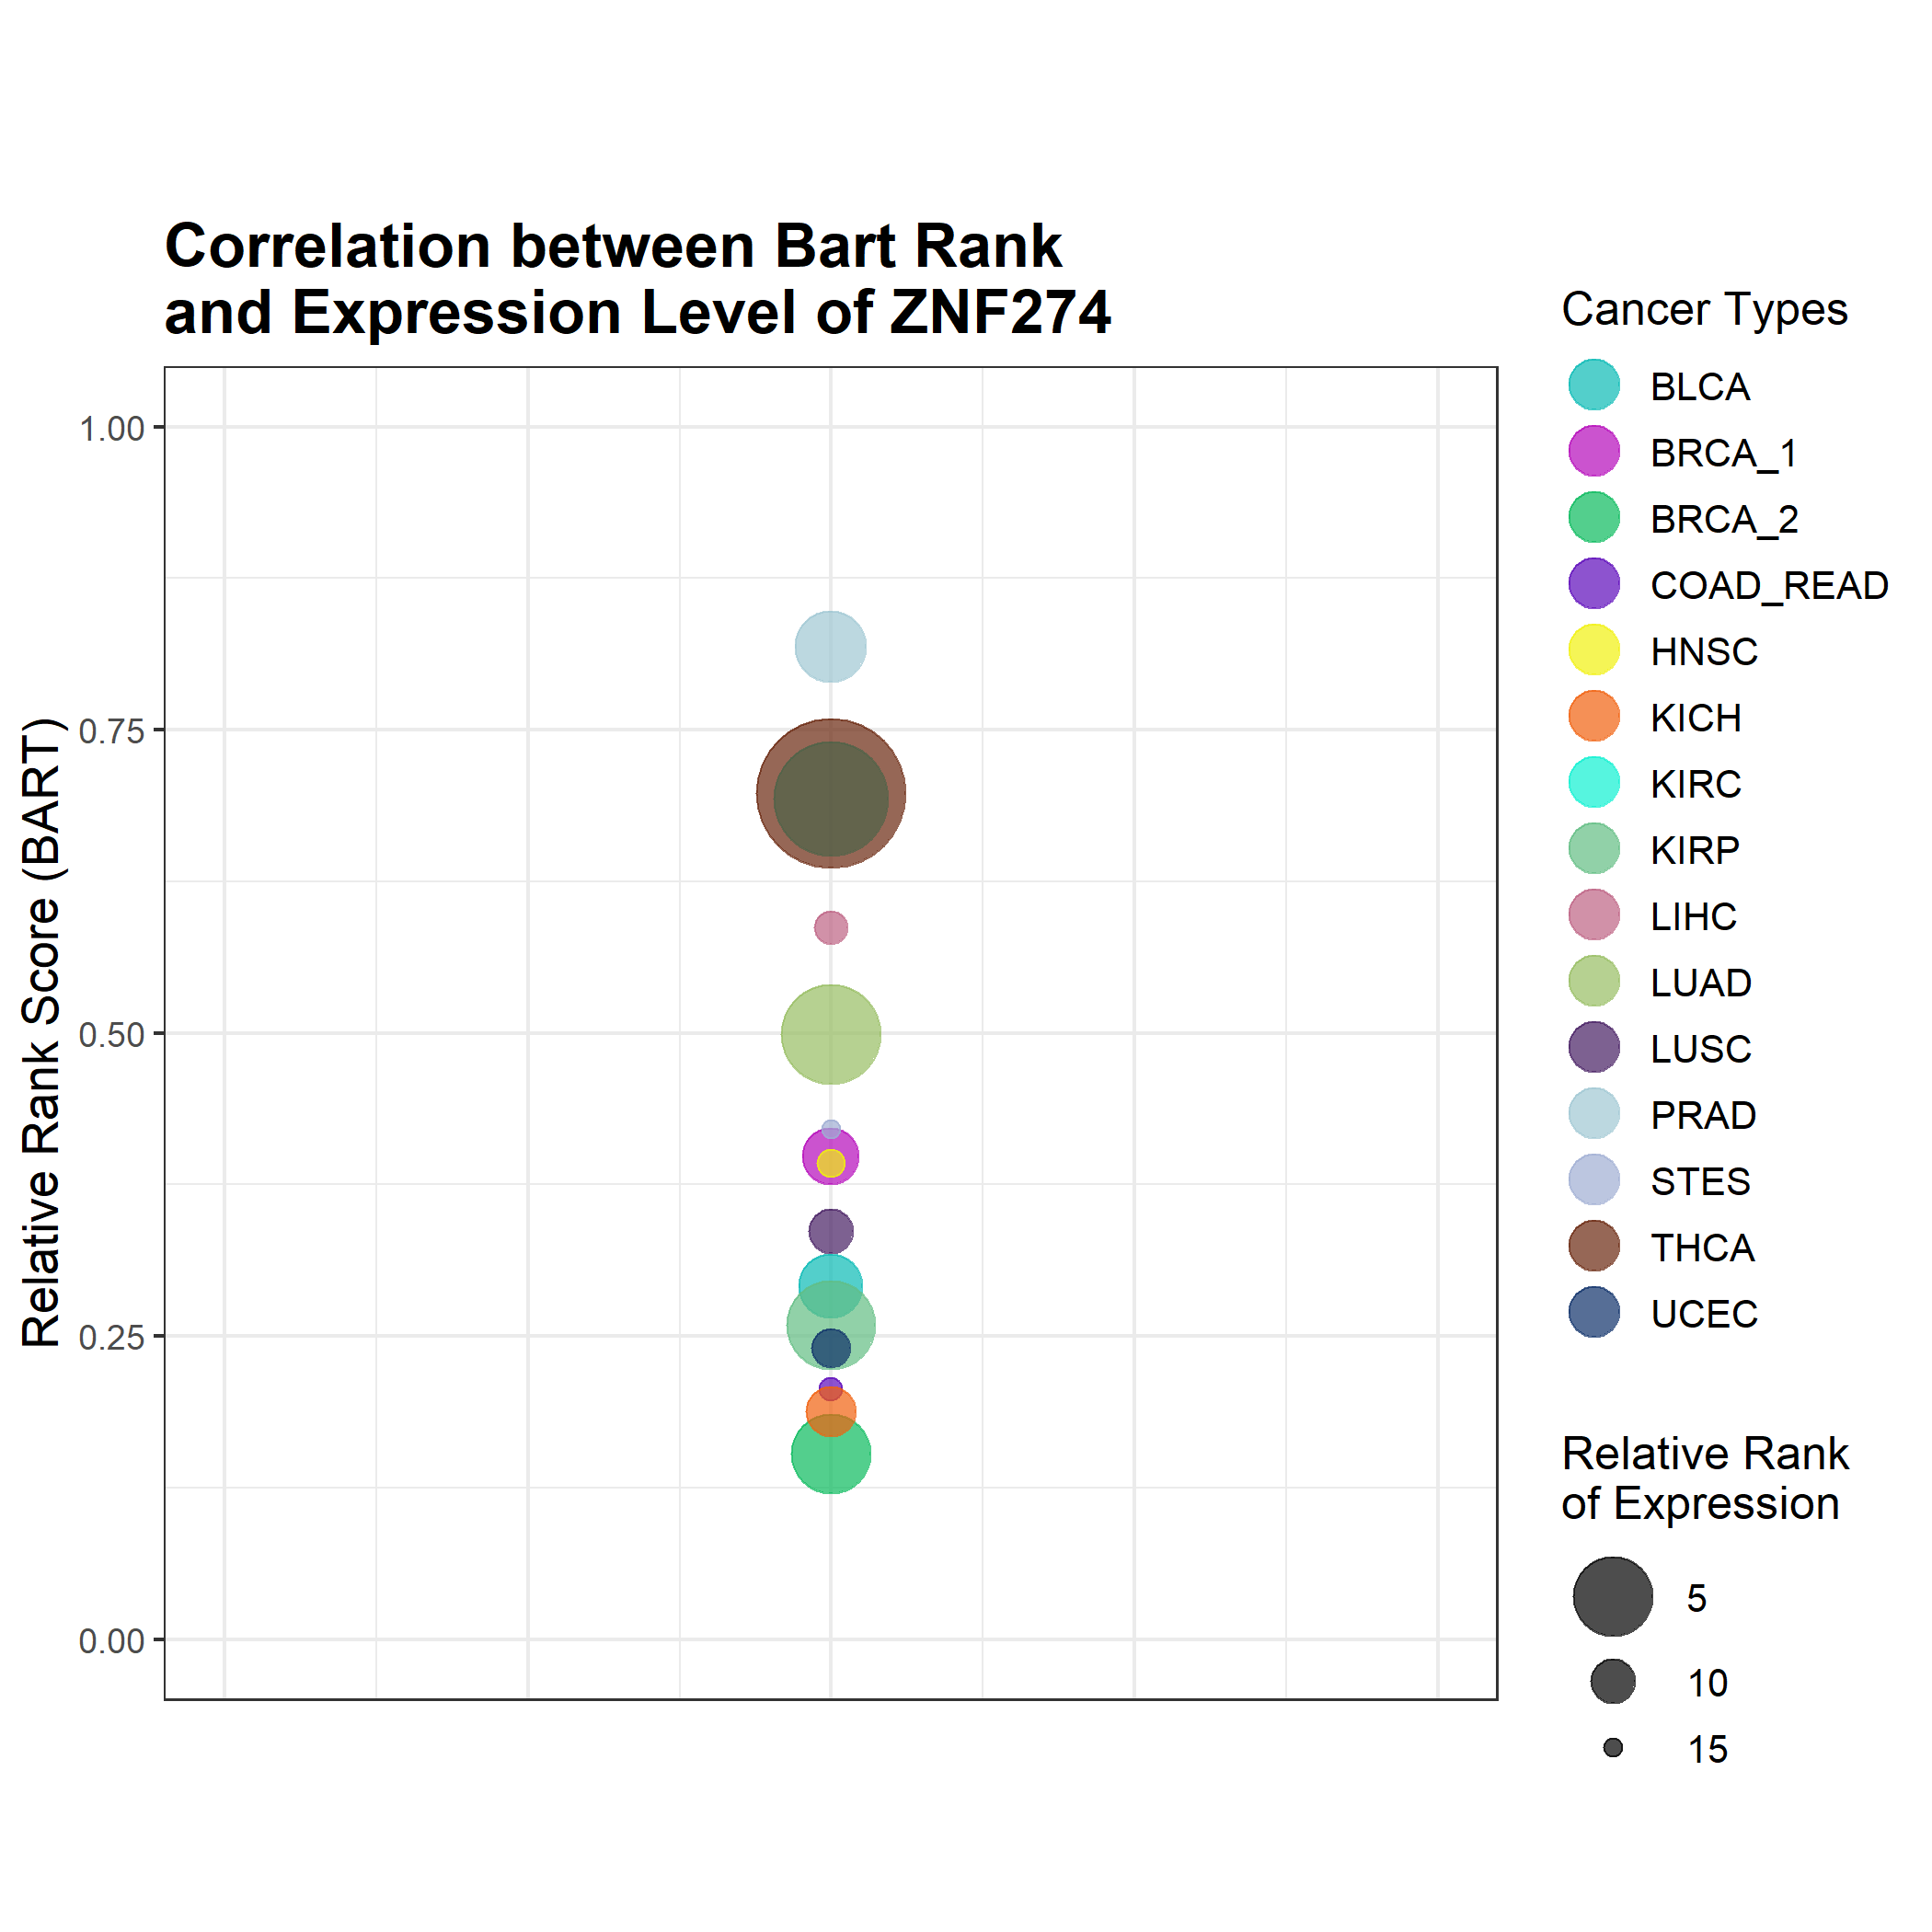 Correlation between Bart Rank
and Expression Level of ZNF274
Relative Rank Score (BART)
1.00
0.75
0.50
0.25
0.00
Cancer Types
BLCA
BRCA_1
BRCA_2
COAD_READ
HNSC
KICH
KIRC
KIRP
LIHC
LUAD
LUSC
PRAD
STES
THCA
UCEC
Relative Rank
of Expression
5
10
15